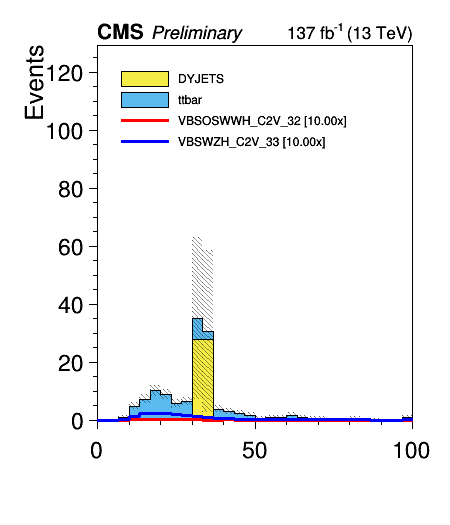 CMS Preliminary 137 fb-1 (13 TeV)
Events
120
100
80
60
40
20
0
DYJETS
ttbar
VBSOSWWH_C2V_32 [10.00x]
VBSWZH_C2V_33 [10.00x]
0 50 100